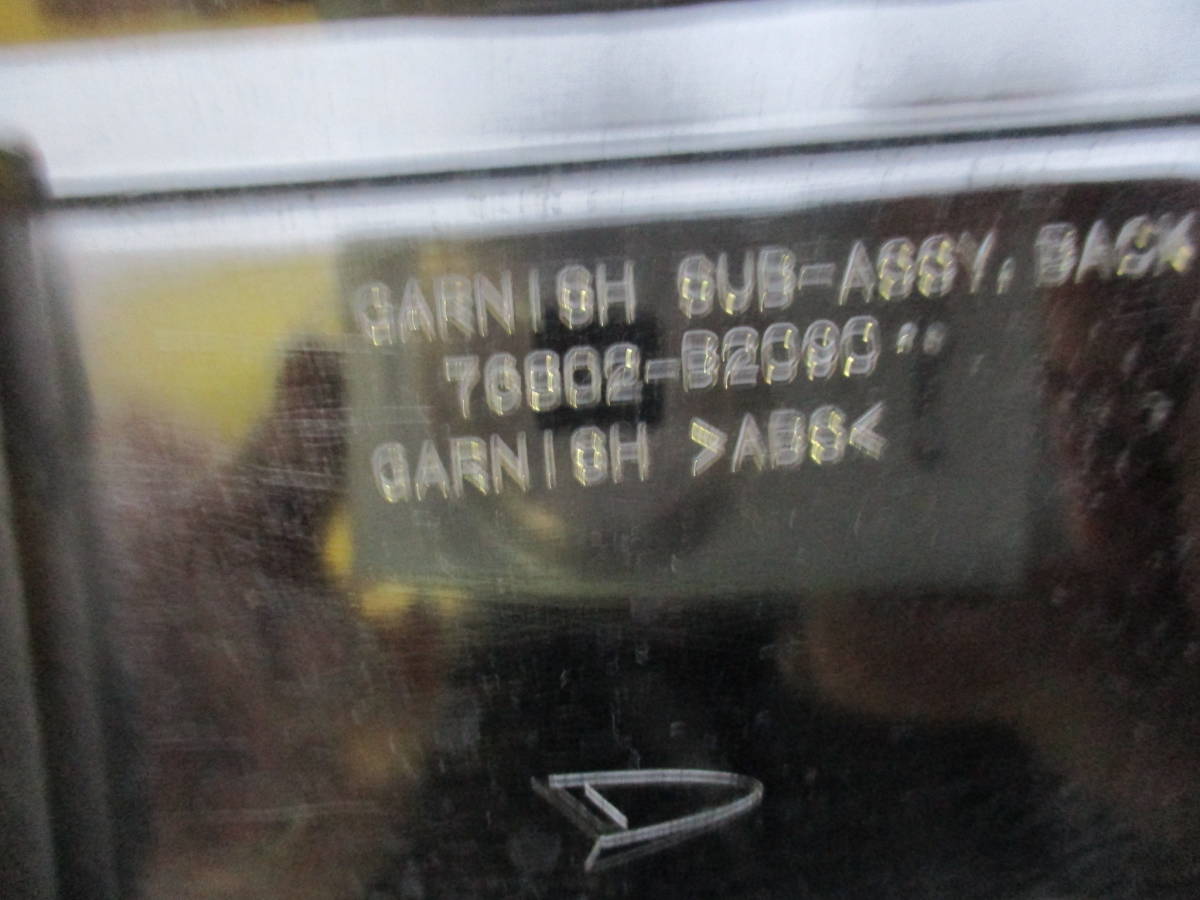 GARNISH SUB-ASSY, BACK
76802-B2090"
GARNISH >ABS<